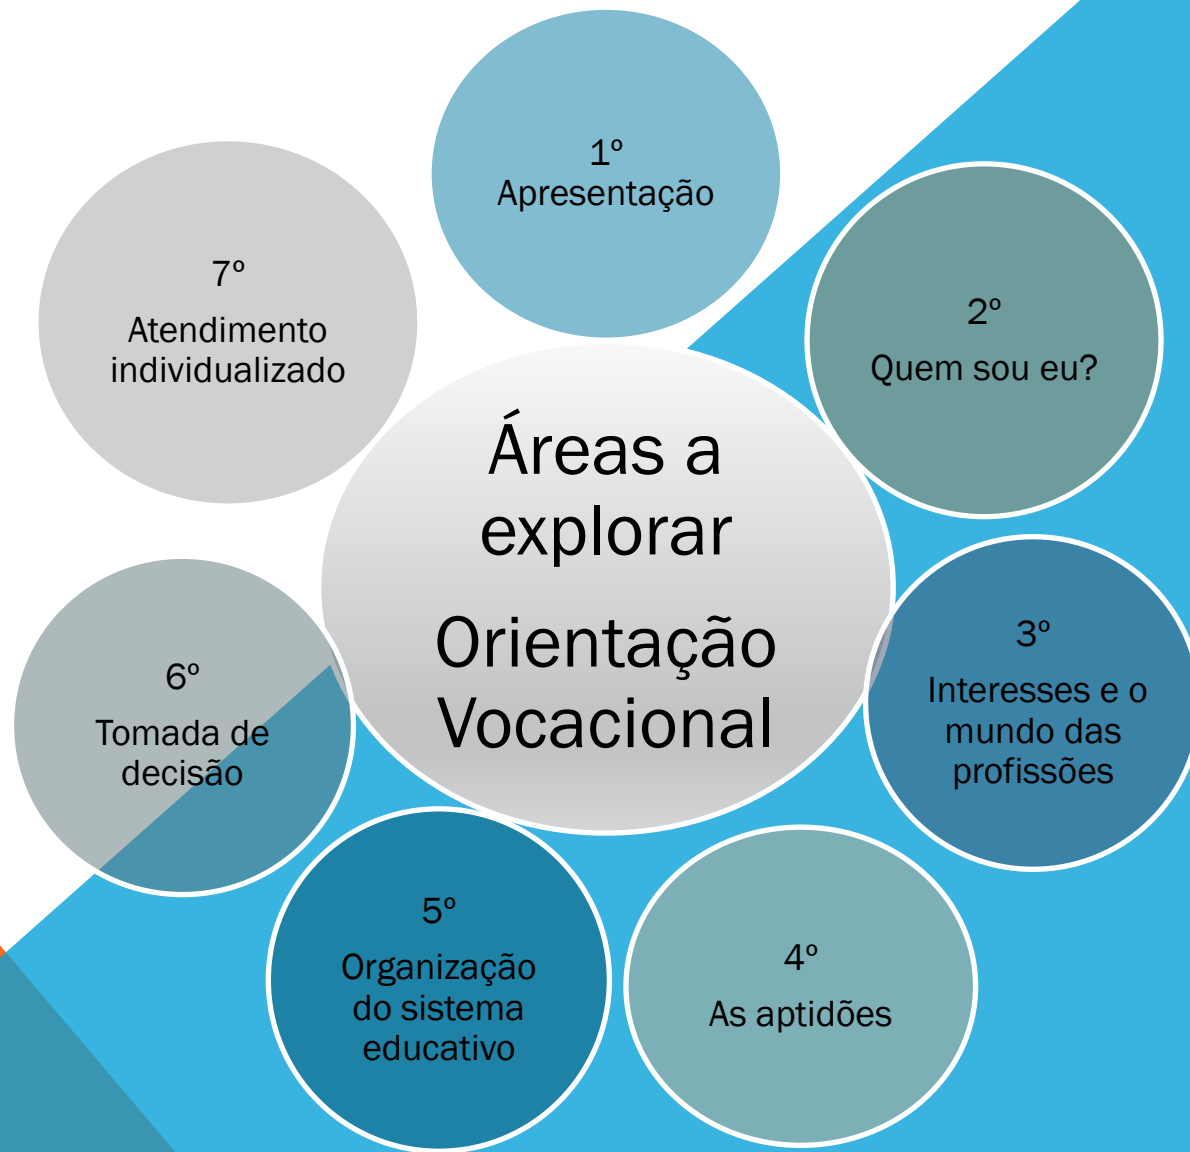 Áreas a
explorar
Orientação
Vocacional
1º
Apresentação
2º
Quem sou eu?
3º
Interesses e o
mundo das
profissões
4º
As aptidões
5º
Organização
do sistema
educativo
6º
Tomada de
decisão
7º
Atendimento
individualizado